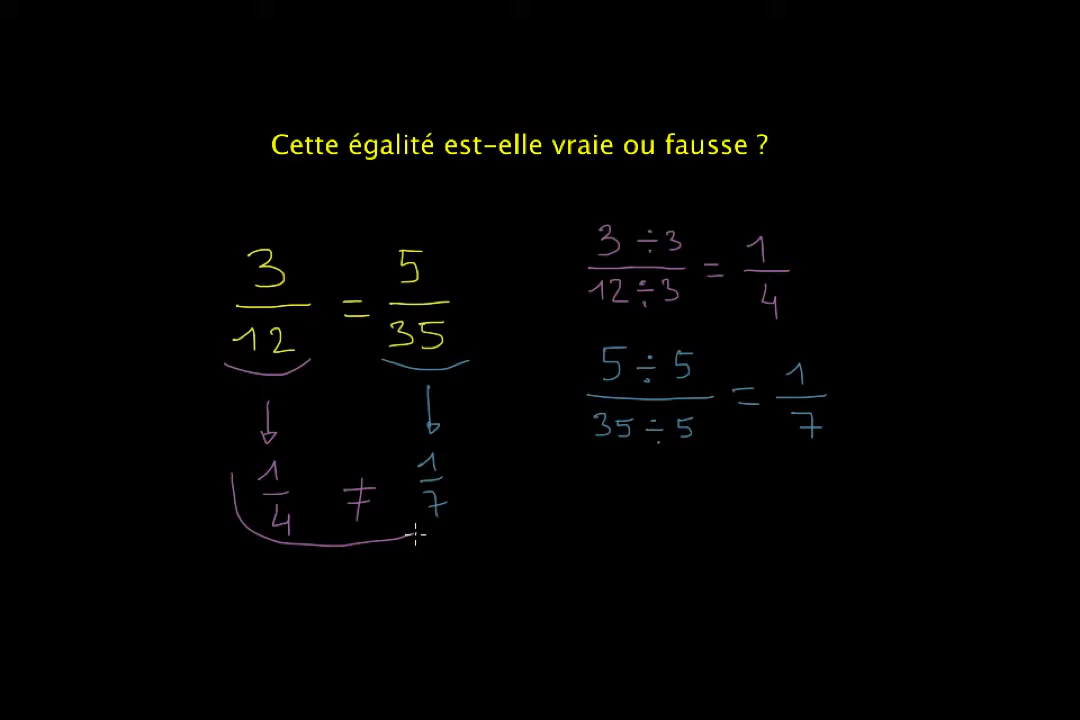 Cette égalité est-elle vraie ou fausse ?
3/12 = 5/35
1/4 ≠ 1/7
3 ÷ 3 / 12 ÷ 3 = 1/4
5 ÷ 5 / 35 ÷ 5 = 1/7